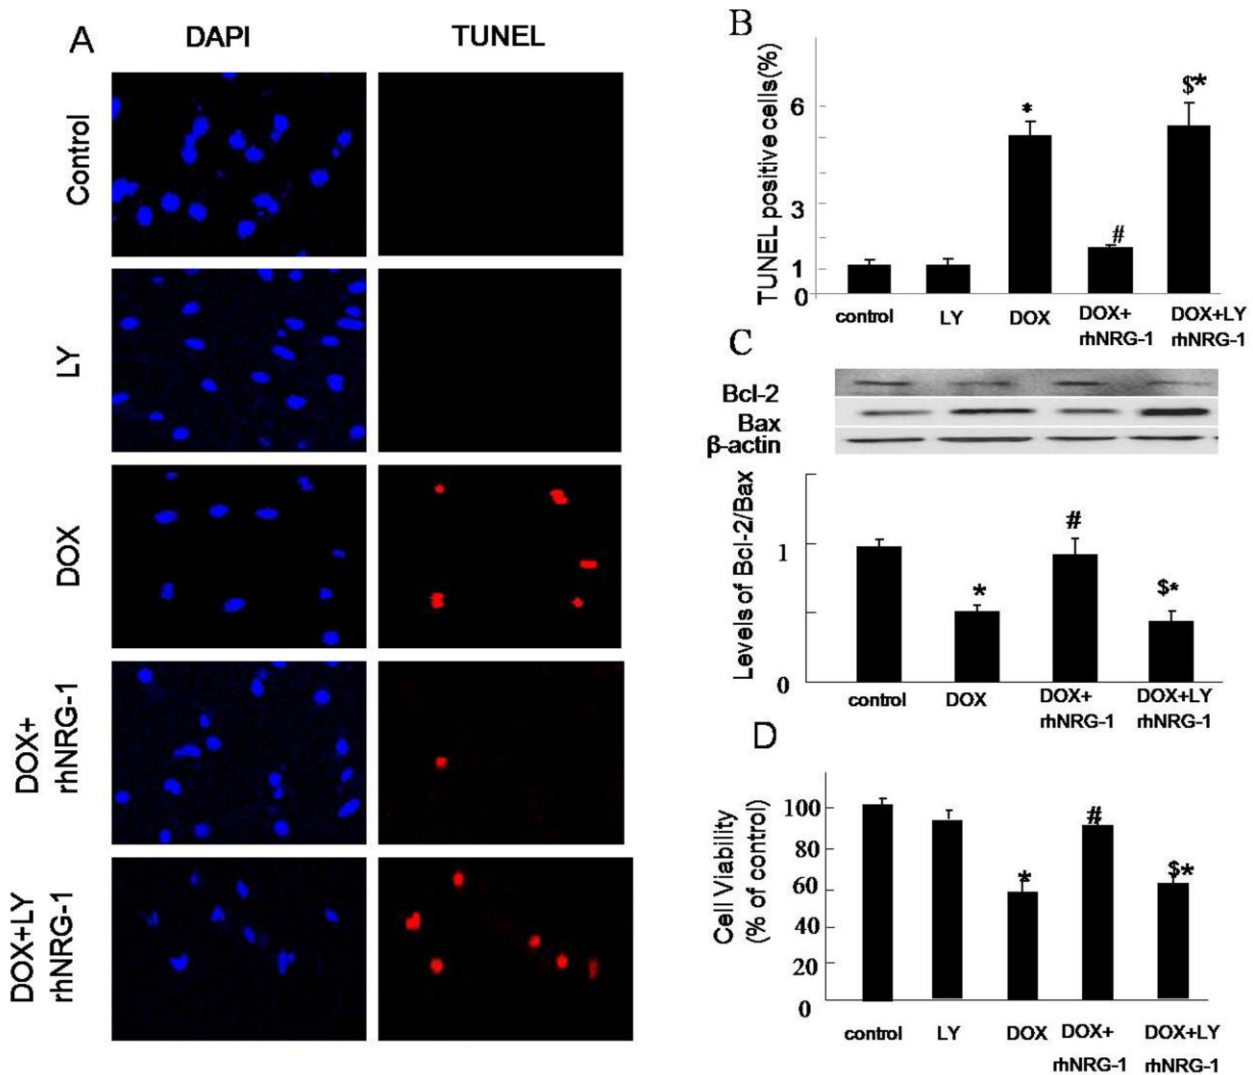 A
DAPI
TUNEL
Control
LY
DOX
DOX+
rhNRG-1
DOX+LY
rhNRG-1
B
TUNEL positive cells(%)
6
3
1
0
*
#
$*
control
LY
DOX
DOX+
rhNRG-1
DOX+LY
rhNRG-1
C
Bcl-2
Bax
β-actin
Levels of Bcl-2/Bax
1
0
*
#
$*
control
DOX
DOX+
rhNRG-1
DOX+LY
rhNRG-1
D
Cell Viability
(% of control)
100
80
60
40
20
0
*
#
$*
control
LY
DOX
DOX+
rhNRG-1
DOX+LY
rhNRG-1